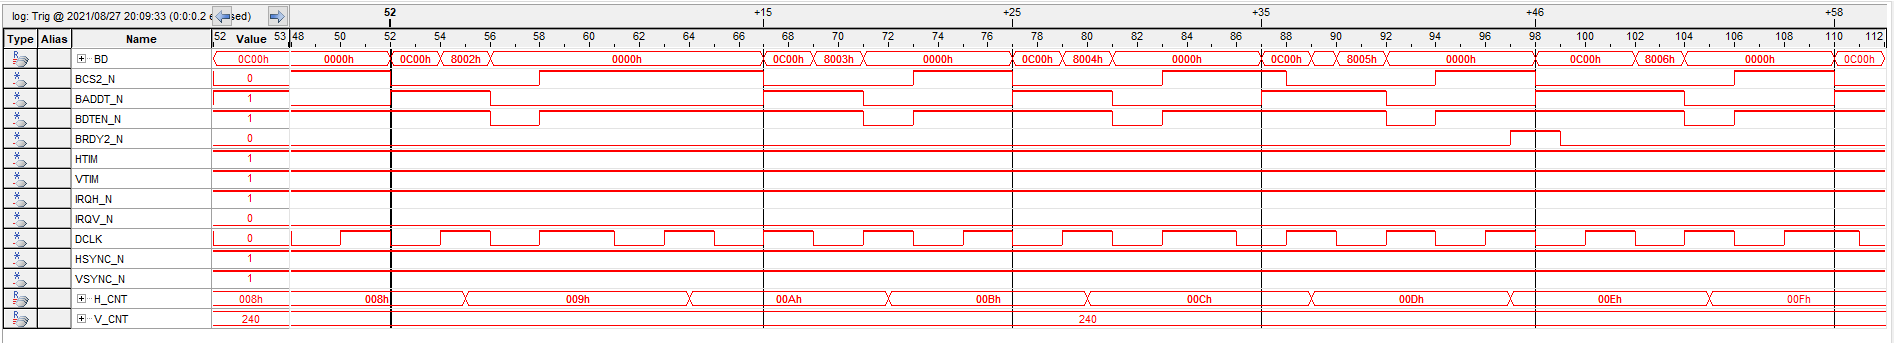 log: Trig @ 2021/08/27 20:09:33 (0:0:0.2 e sed) 52 +15 +25 +35 +46 +58
Type Alias Name 52 Value 53 48 50 52 54 56 58 60 62 64 66 68 70 72 74 76 78 80 82 84 86 88 90 92 94 96 98 100 102 104 106 108 110 112
BD 0C00h 0000h 0C00h 8002h 0000h 0C00h 8003h 0000h 0C00h 8004h 0000h 0C00h 8005h 0000h 0C00h 8006h 0000h 0C00h
BCS2_N 0
BADDT_N 1
BDTEN_N 1
BRDY2_N 0
HTIM 1
VTIM 1
IRQH_N 1
IRQV_N 0
DCLK 0
HSYNC_N 1
VSYNC_N 1
H_CNT 008h 008h 009h 00Ah 00Bh 00Ch 00Dh 00Eh 00Fh
V_CNT 240 240